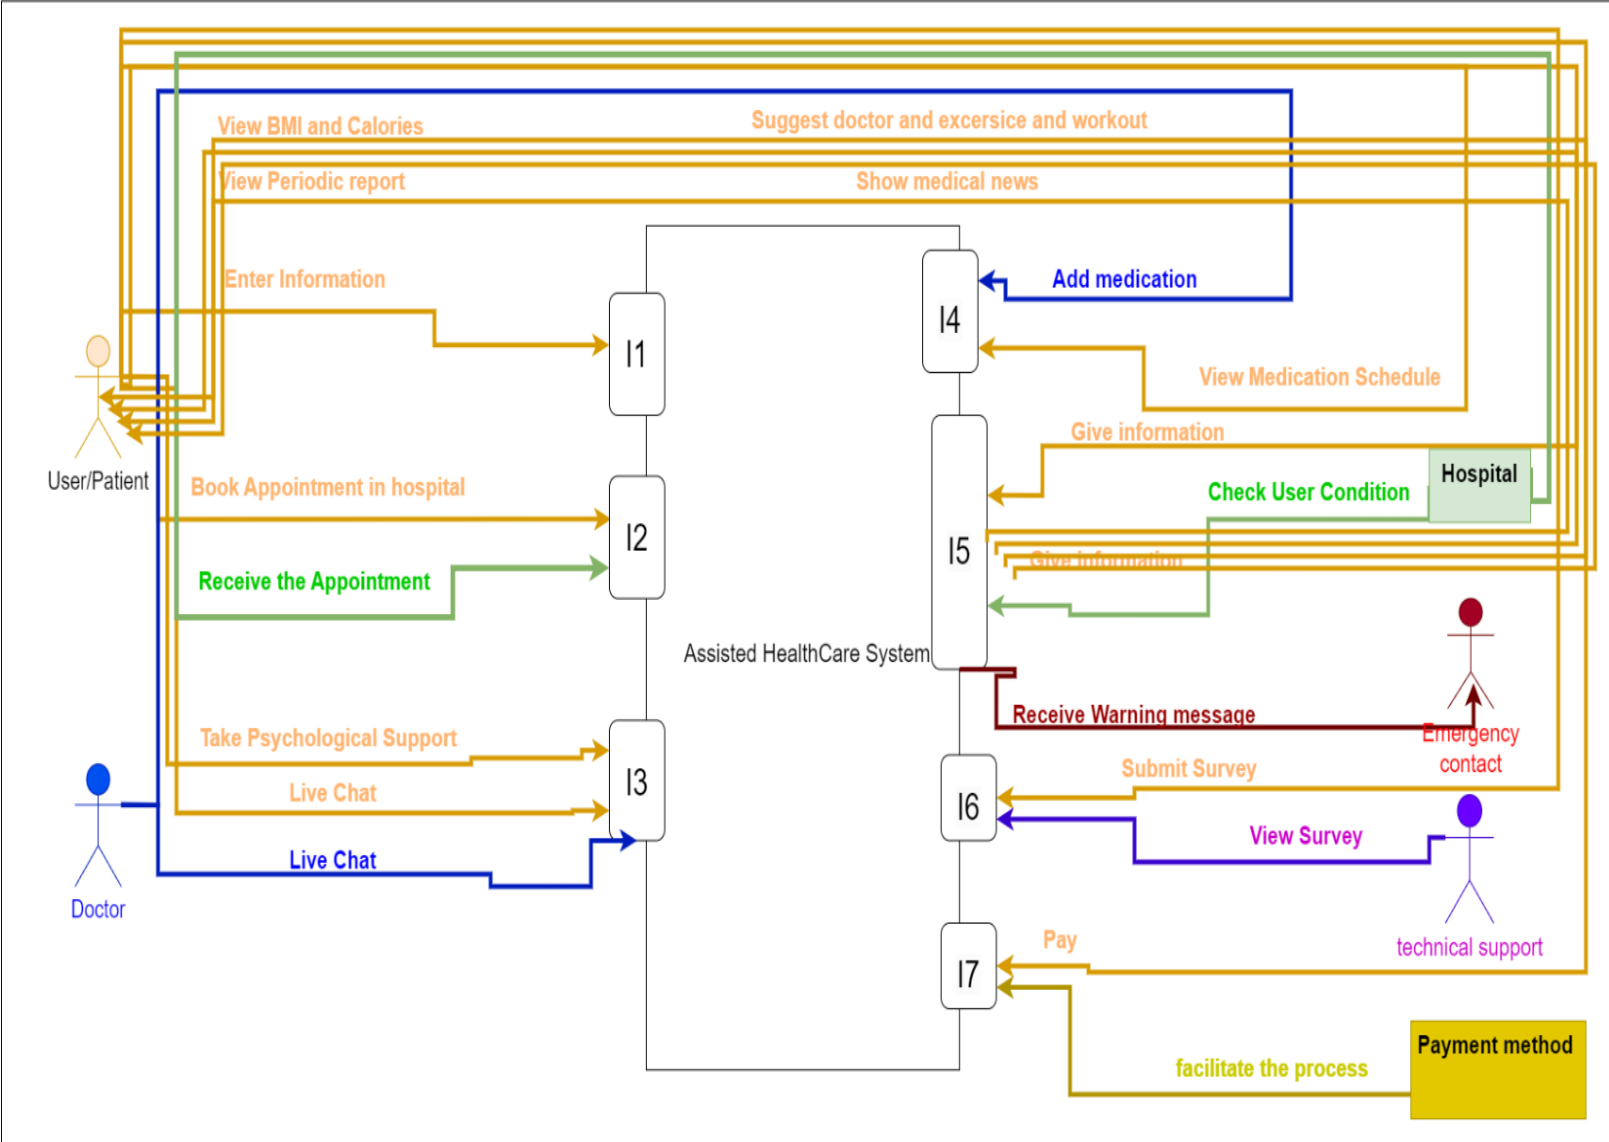 View BMI and Calories
Suggest doctor and excersice and workout
View Periodic report
Show medical news
Enter Information
Add medication
I4
I1
View Medication Schedule
Give information
User/Patient
Book Appointment in hospital
Hospital
Check User Condition
I2
I5
Give information
Receive the Appointment
Assisted HealthCare System
Receive Warning message
Emergency
contact
Take Psychological Support
Submit Survey
I3
Live Chat
I6
View Survey
Live Chat
Doctor
Pay
technical support
I7
Payment method
facilitate the process